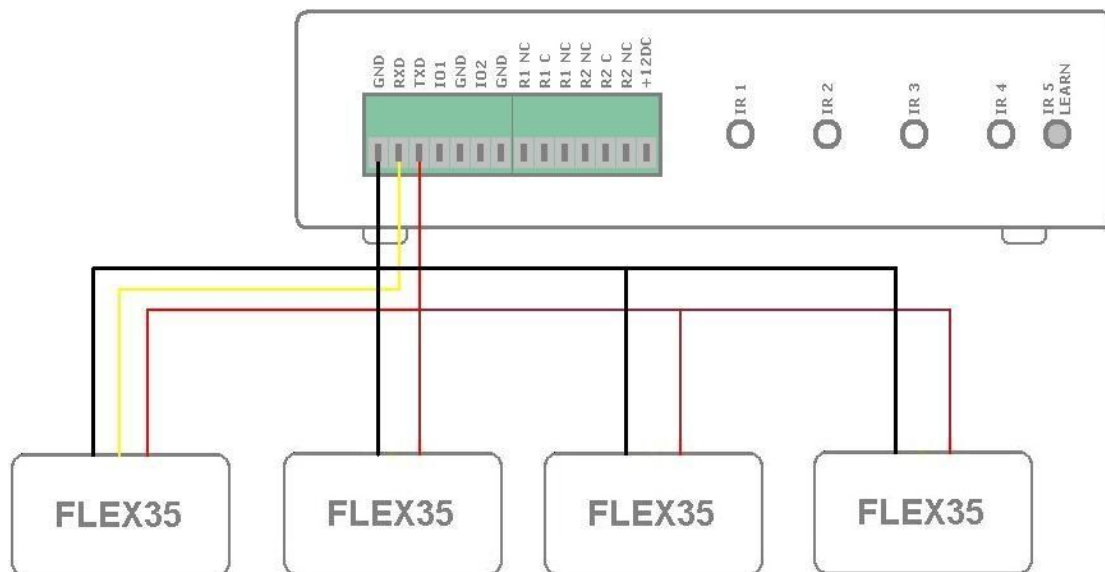 GND
RXD
TXD
IO1
GND
IO2
GND
R1 NC
R1 C
R1 NC
R2 NC
R2 C
R2 NC
+12DC
IR 1
IR 2
IR 3
IR 4
IR 5
LEARN
FLEX35
FLEX35
FLEX35
FLEX35